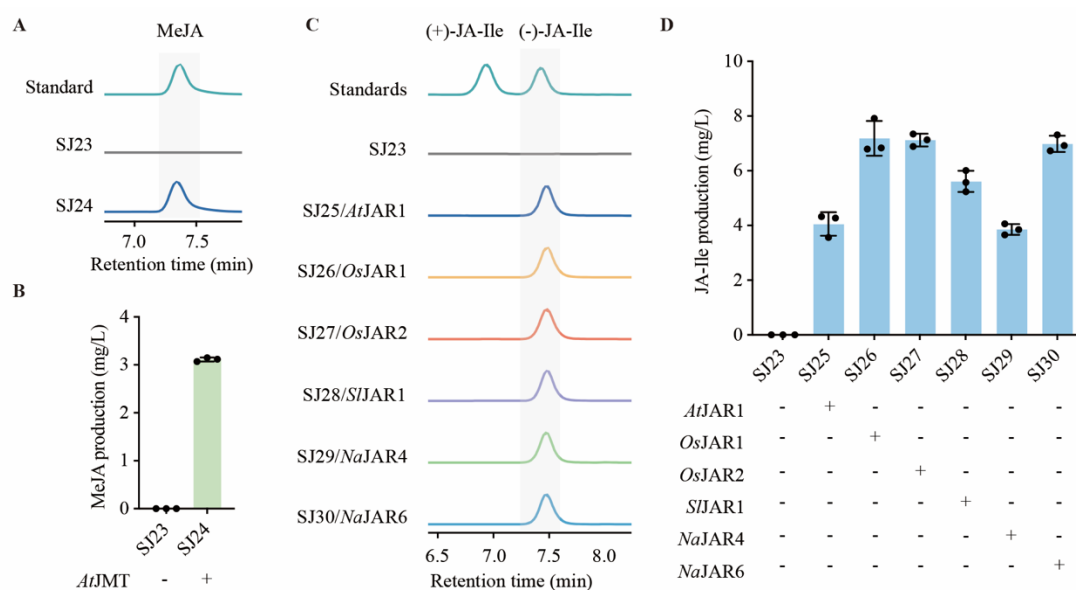 A
MeJA
Standard
SJ23
SJ24
7.0 7.5
Retention time (min)
B
MeJA production (mg/L)
4
3
2
1
0
SJ23 SJ24
AtJMT - +
C
(+)-JA-Ile (-)-JA-Ile
Standards
SJ23
SJ25/AtJAR1
SJ26/OsJAR1
SJ27/OsJAR2
SJ28/SlJAR1
SJ29/NaJAR4
SJ30/NaJAR6
6.5 7.0 7.5 8.0
Retention time (min)
D
JA-Ile production (mg/L)
10
8
6
4
2
0
SJ23 SJ25 SJ26 SJ27 SJ28 SJ29 SJ30
AtJAR1 - + - - - - -
OsJAR1 - - + - - - -
OsJAR2 - - - + - - -
SlJAR1 - - - - + - -
NaJAR4 - - - - - + -
NaJAR6 - - - - - - +